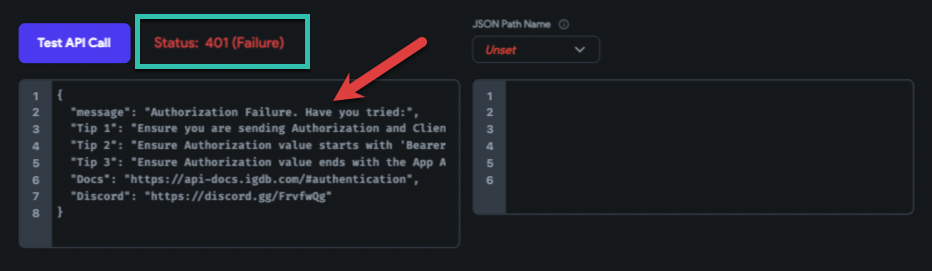 JSON Path Name
Test API Call
Status: 401 (Failure)
Unset
1 {
2 "message": "Authorization Failure. Have you tried:",
3 "Tip 1": "Ensure you are sending Authorization and Clien
4 "Tip 2": "Ensure Authorization value starts with 'Bearer
5 "Tip 3": "Ensure Authorization value ends with the App A
6 "Docs": "https://api-docs.igdb.com/#authentication",
7 "Discord": "https://discord.gg/FrvfwQg"
8 }
1
2
3
4
5
6